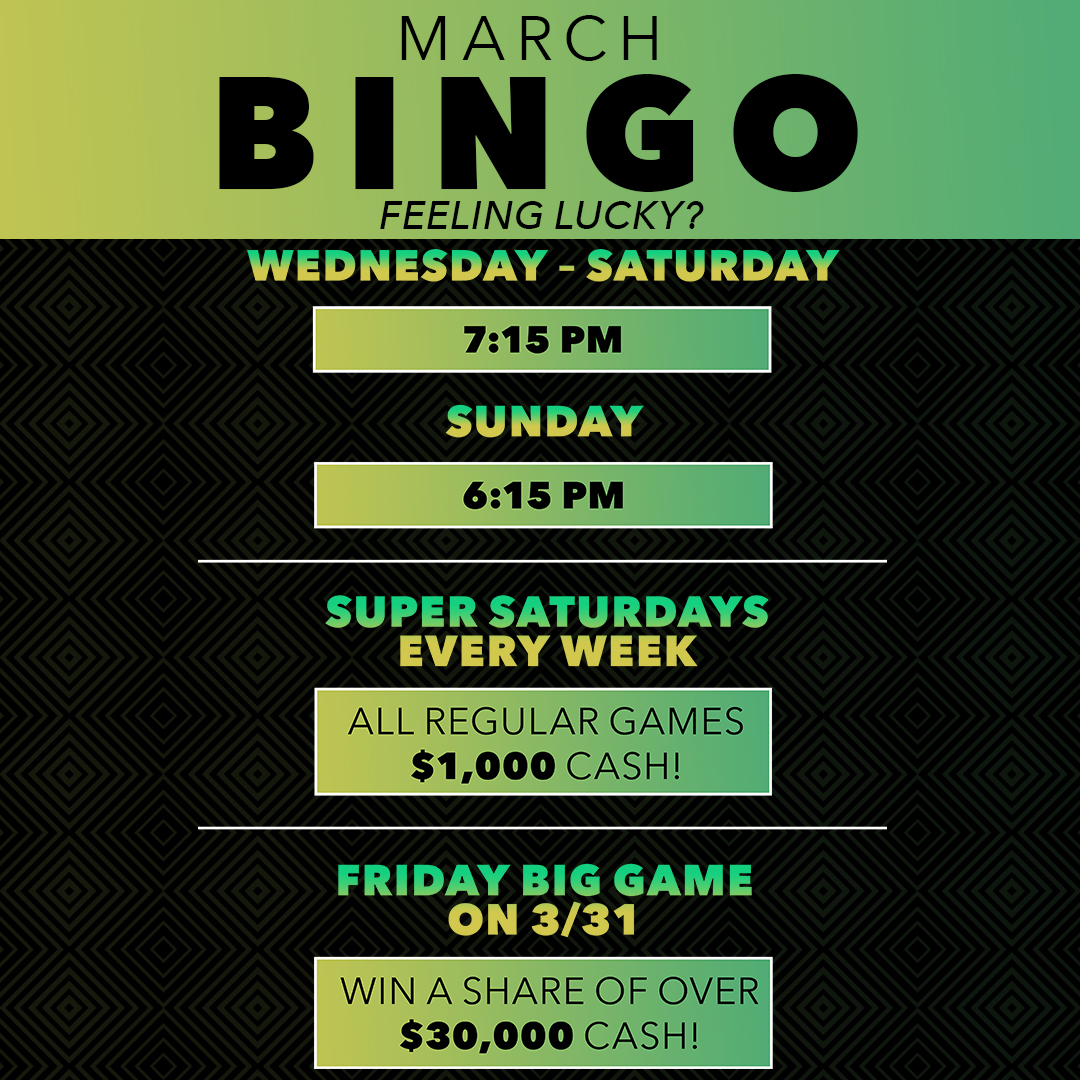 MARCH
BINGO
FEELING LUCKY?
WEDNESDAY – SATURDAY
7:15 PM
SUNDAY
6:15 PM
SUPER SATURDAYS
EVERY WEEK
ALL REGULAR GAMES
$1,000 CASH!
FRIDAY BIG GAME
ON 3/31
WIN A SHARE OF OVER
$30,000 CASH!